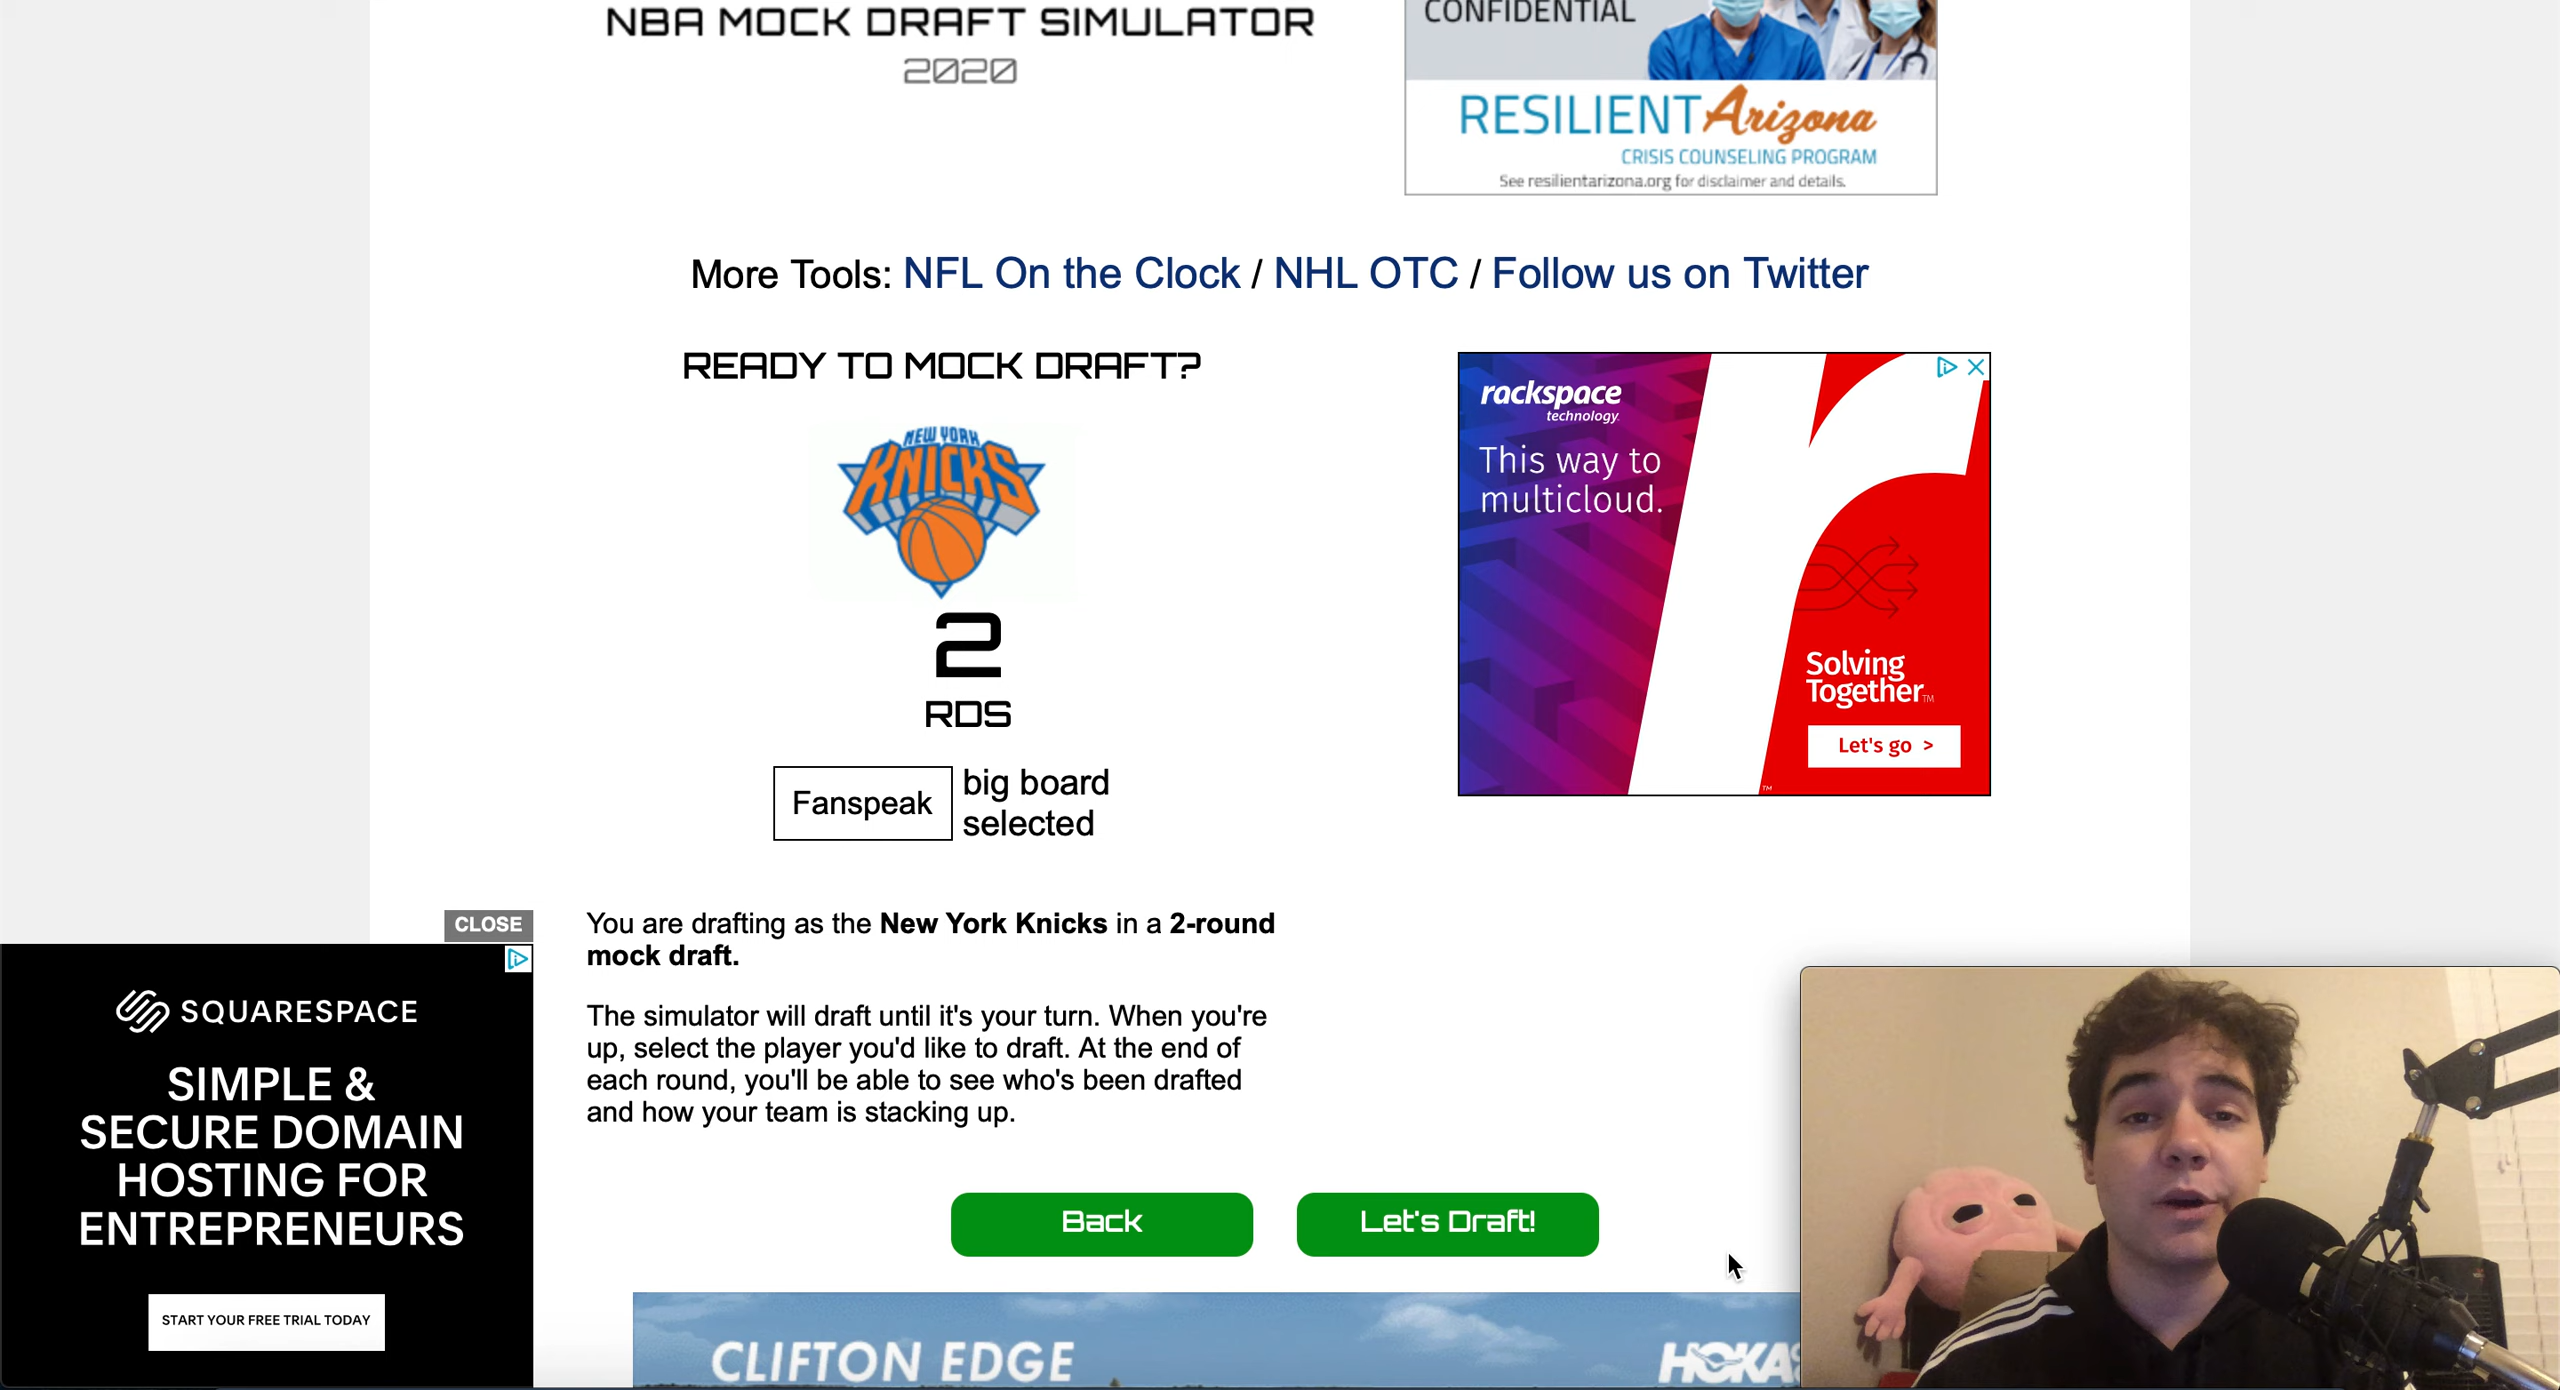 NBA MOCK DRAFT SIMULATOR
2020
CONFIDENTIAL
RESILIENT Arizona
CRISIS COUNSELING PROGRAM
See resilientarizona.org for disclaimer and details.
More Tools: NFL On the Clock / NHL OTC / Follow us on Twitter
READY TO MOCK DRAFT?
NEW YORK
KNICKS
2
RDS
Fanspeak
big board
selected
rackspace
technology.
This way to
multicloud.
Solving
Together™
Let's go >
TM
You are drafting as the New York Knicks in a 2-round
mock draft.
The simulator will draft until it's your turn. When you're
up, select the player you'd like to draft. At the end of
each round, you'll be able to see who's been drafted
and how your team is stacking up.
Back
Let's Draft!
CLOSE
SQUARESPACE
SIMPLE &
SECURE DOMAIN
HOSTING FOR
ENTREPRENEURS
START YOUR FREE TRIAL TODAY
CLIFTON EDGE
HOKA